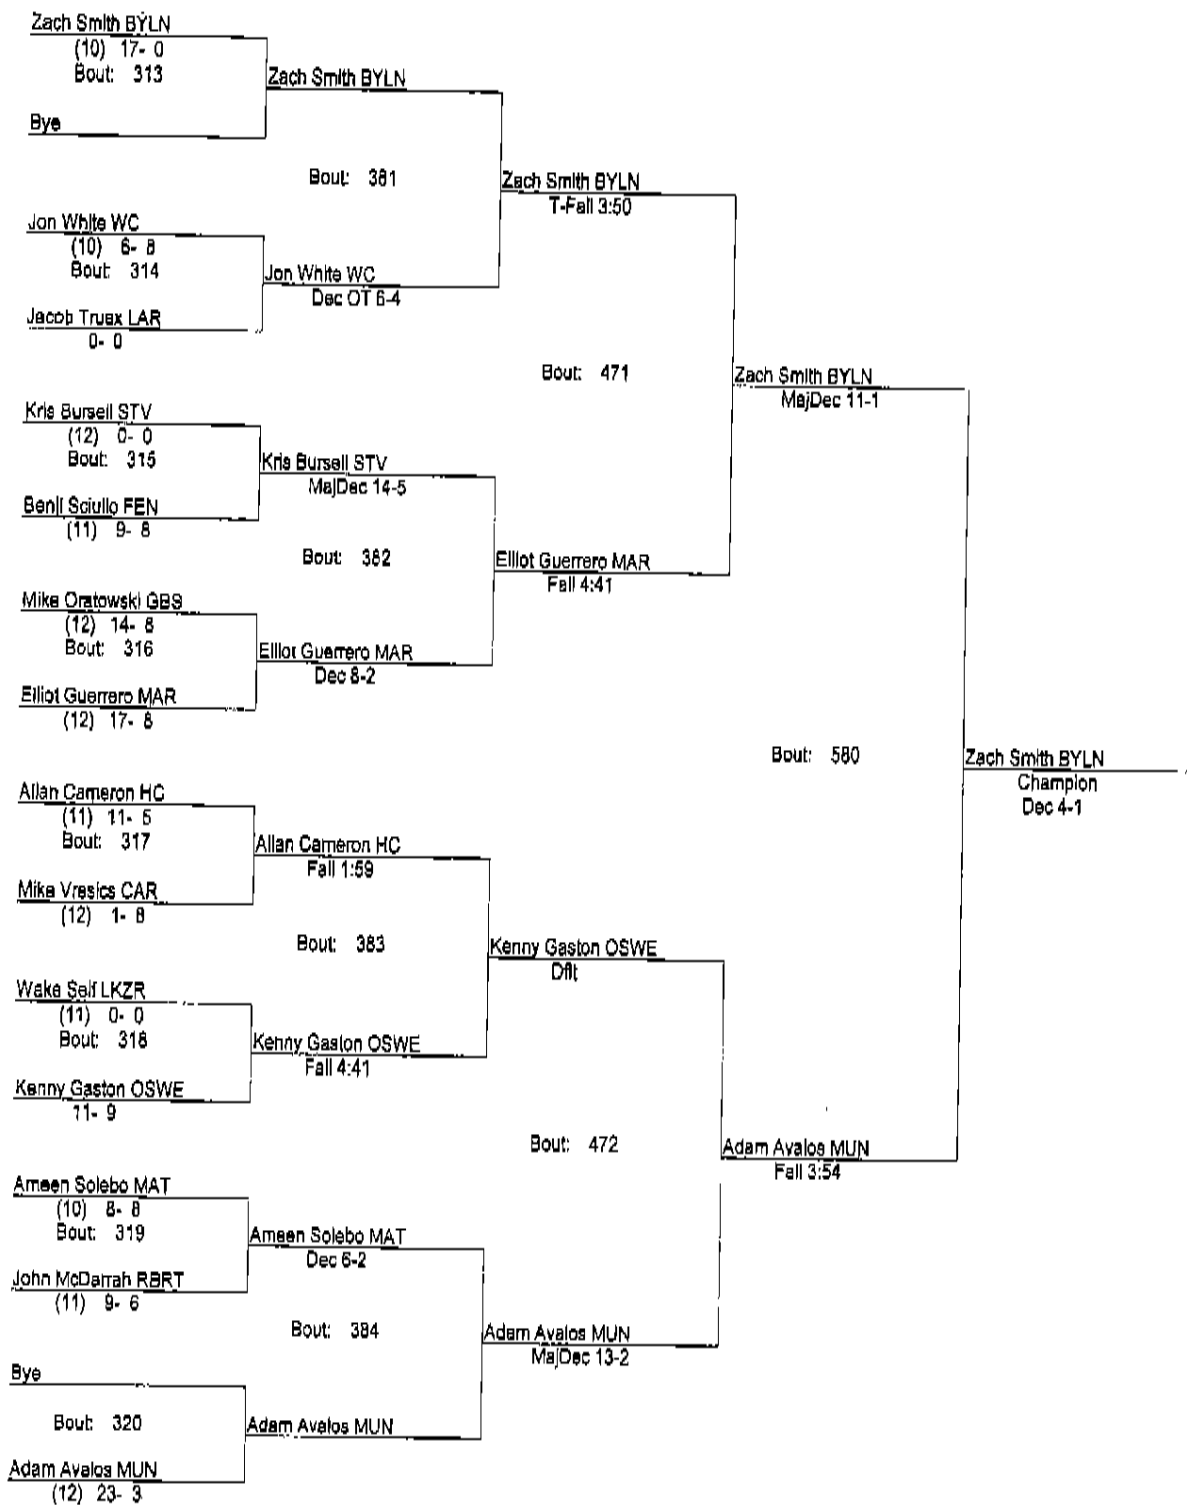 Zach Smith BYLN
(10) 17- 0
Bout: 313
Zach Smith BYLN
Bye
Bout: 381
Zach Smith BYLN
T-Fall 3:50
Jon White WC
(10) 6- 8
Bout: 314
Jon White WC
Dec OT 6-4
Jacob Truax LAR
0- 0
Bout: 471
Zach Smith BYLN
MajDec 11-1
Kris Bursell STV
(12) 0- 0
Bout: 315
Kris Bursell STV
MajDec 14-5
Benji Sciullo FEN
(11) 9- 8
Bout: 382
Elliot Guerrero MAR
Fall 4:41
Mike Oratowski GBS
(12) 14- 8
Bout: 316
Elliot Guerrero MAR
Dec 8-2
Elliot Guerrero MAR
(12) 17- 8
Bout: 580
Zach Smith BYLN
Champion
Dec 4-1
Allan Cameron HC
(11) 11- 5
Bout: 317
Allan Cameron HC
Fall 1:59
Mike Vresics CAR
(12) 1- 8
Bout: 383
Kenny Gaston OSWE
Dflt
Wake Self LKZR
(11) 0- 0
Bout: 318
Kenny Gaston OSWE
Fall 4:41
Kenny Gaston OSWE
11- 9
Bout: 472
Adam Avalos MUN
Fall 3:54
Ameen Solebo MAT
(10) 8- 8
Bout: 319
Ameen Solebo MAT
Dec 6-2
John McDarrah RBRT
(11) 9- 6
Bout: 384
Adam Avalos MUN
MajDec 13-2
Bye
Bout: 320
Adam Avalos MUN
Adam Avalos MUN
(12) 23- 3